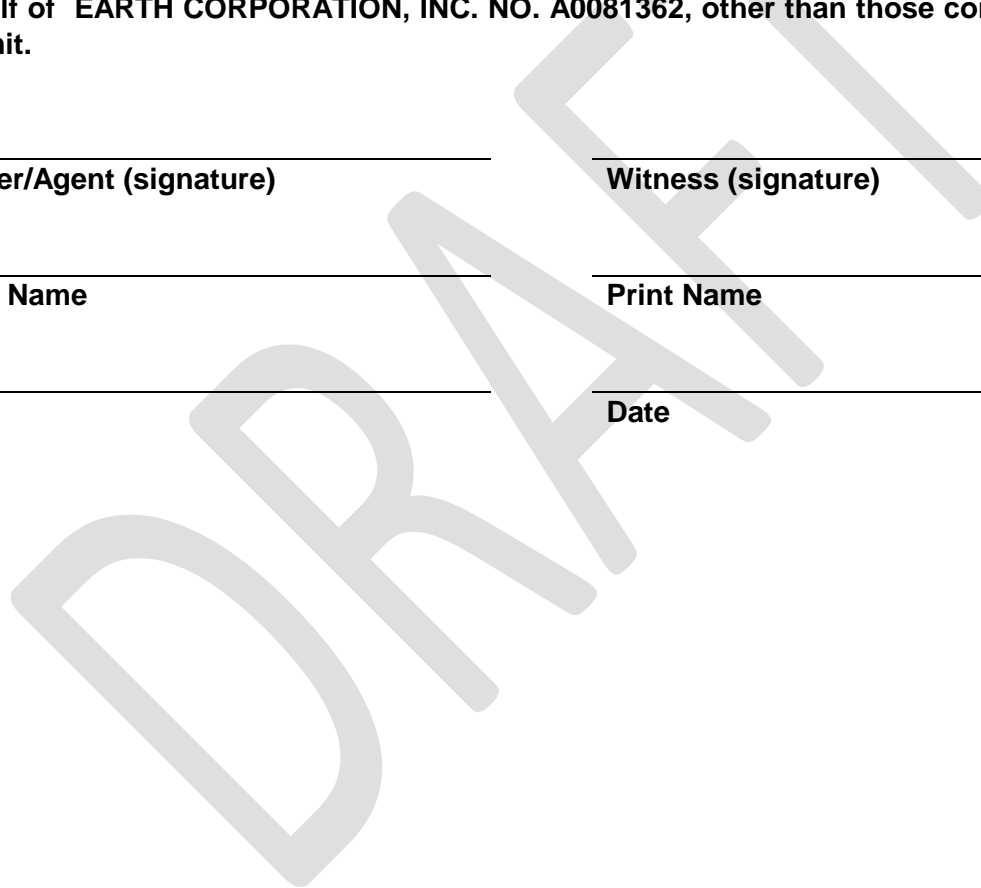 lf of EARTH CORPORATION, INC. NO. A0081362, other than those co
nit.
er/Agent (signature) Witness (signature)
Name Print Name
Date
DRAFT